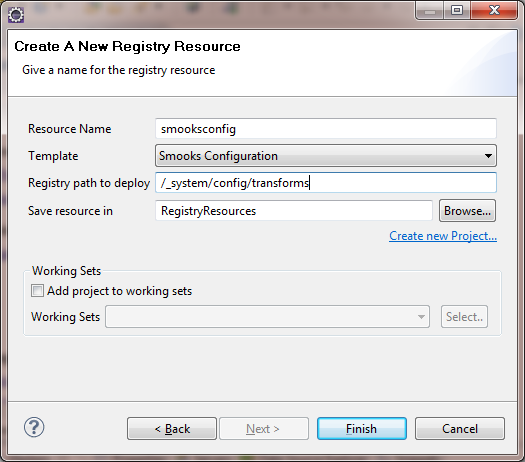 Create A New Registry Resource
Give a name for the registry resource
Resource Name smooksconfig
Template Smooks Configuration
Registry path to deploy /_system/config/transforms
Save resource in RegistryResources Browse...
Create new Project...
Working Sets
Add project to working sets
Working Sets Select..
? < Back Next > Finish Cancel